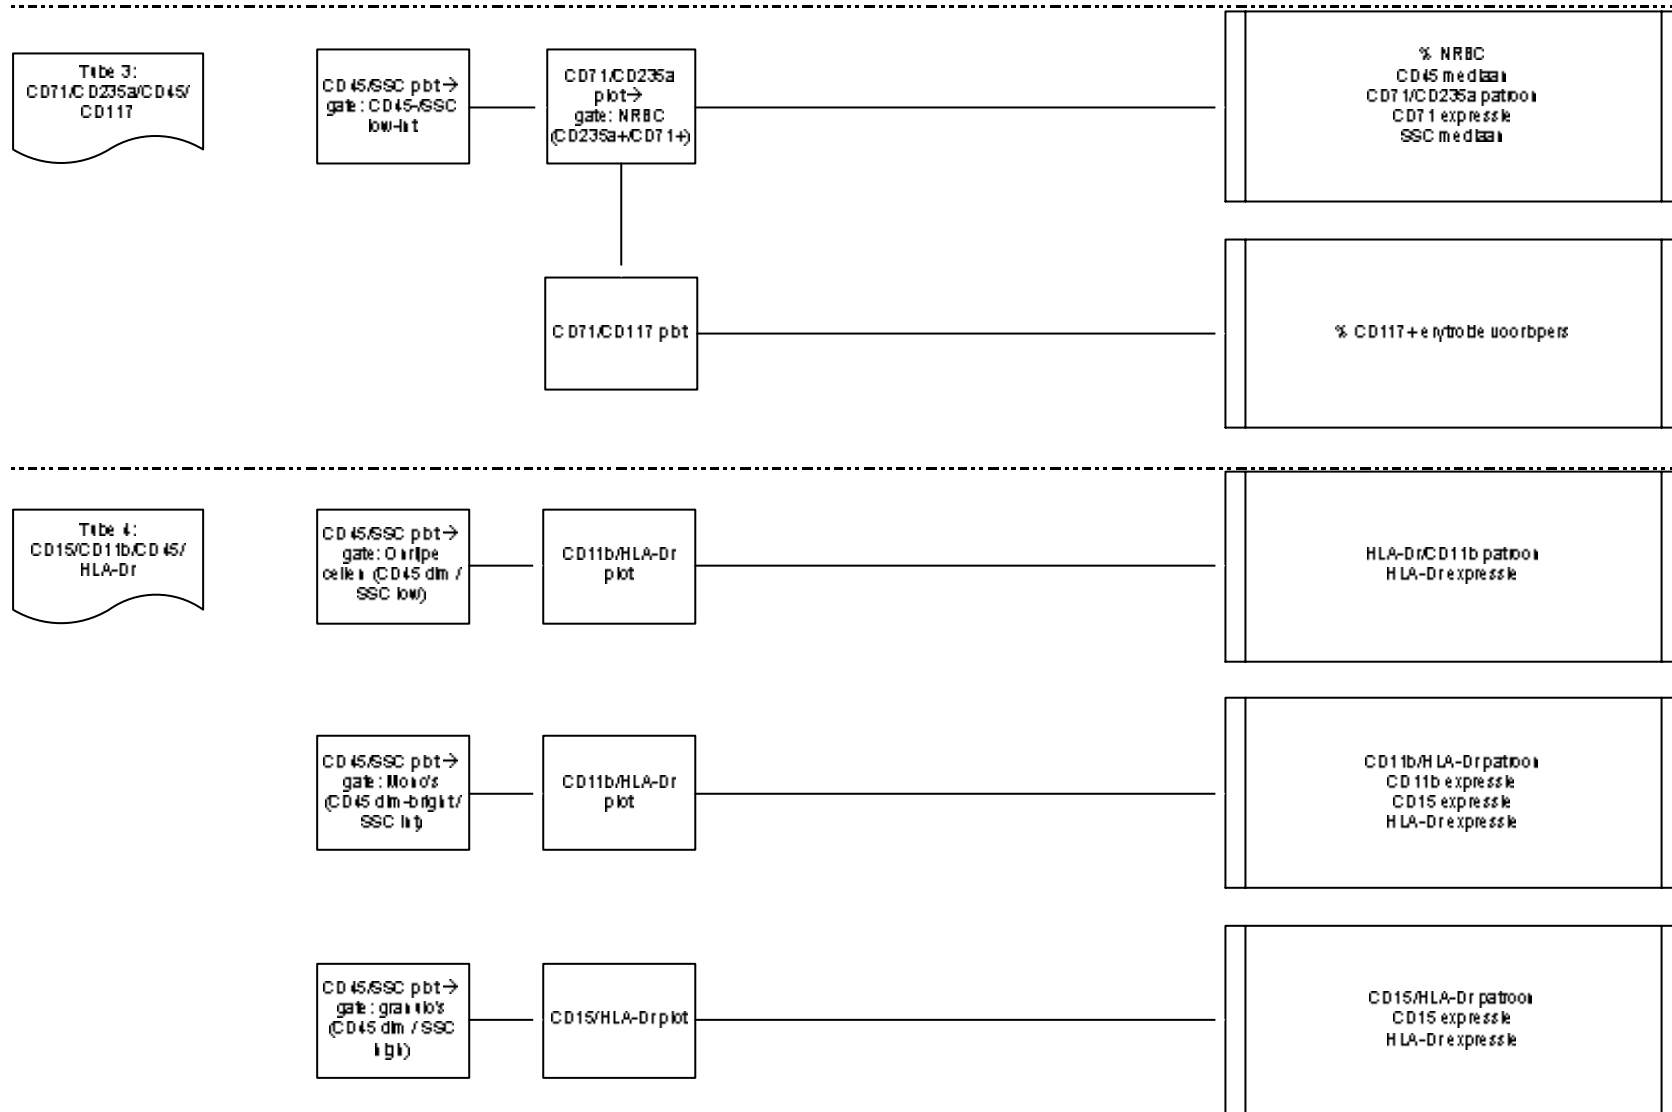 Tube 3:
CD71/CD235a/CD45/
CD117
CD45/SSC plot→
gate: CD45-/SSC
low-int
CD71/CD235a
plot→
gate: NRBC
(CD235a+/CD71+)
% NRBC
CD45 mediaan
CD71/CD235a patroon
CD71 expressie
SSC mediaan
CD71/CD117 plot
% CD117+ erytroïde voorlopers
Tube 4:
CD15/CD11b/CD45/
HLA-Dr
CD45/SSC plot→
gate: Onrijpe
cellen (CD45 dim /
SSC low)
CD11b/HLA-Dr
plot
HLA-Dr/CD11b patroon
HLA-Dr expressie
CD45/SSC plot→
gate: Mono's
(CD45 dim-bright/
SSC int)
CD11b/HLA-Dr
plot
CD11b/HLA-Dr patroon
CD11b expressie
CD15 expressie
HLA-Dr expressie
CD45/SSC plot→
gate: granulo's
(CD45 dim / SSC
high)
CD15/HLA-Dr plot
CD15/HLA-Dr patroon
CD15 expressie
HLA-Dr expressie